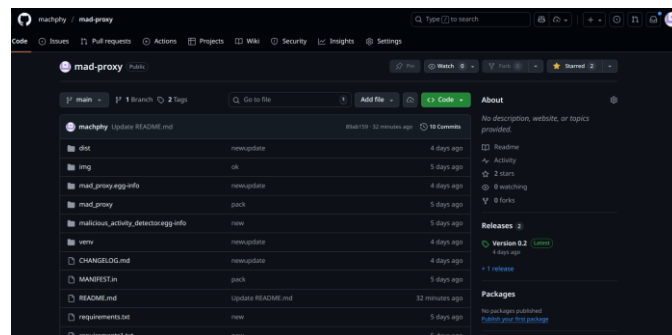 machphy / mad-proxy
Type / to search
Code Issues Pull requests Actions Projects Wiki Security Insights Settings
mad-proxy Public
Pin Watch 0 Fork 0 Starred 2
main 1 Branch 2 Tags Go to file Add file Code
machphy Update README.md 32 minutes ago 10 Commits
dist newupdate 4 days ago
img ok 5 days ago
mad_proxy.egg-info newupdate 4 days ago
mad_proxy pack 5 days ago
malicious_activity_detector.egg-info new 5 days ago
venv newupdate 4 days ago
CHANGELOG.md newupdate 4 days ago
MANIFEST.in pack 5 days ago
README.md Update README.md 32 minutes ago
requirements.txt new 5 days ago
About
No description, website, or topics
provided.
Readme
Activity
2 stars
0 watching
0 forks
Releases 2
Version 0.2 Latest
4 days ago
+ 1 release
Packages
No packages published
Publish your first package